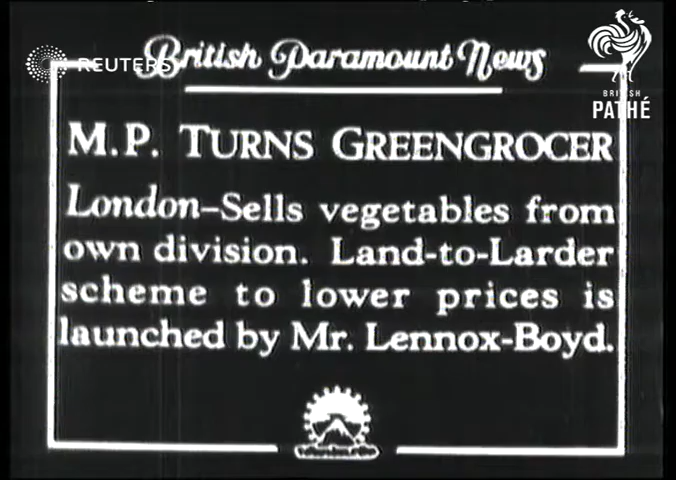 British Paramount News
REUTERS
BRITISH
PATHÉ
M.P. TURNS GREENGROCER
London–Sells vegetables from
own division. Land-to-Larder
scheme to lower prices is
launched by Mr. Lennox-Boyd.